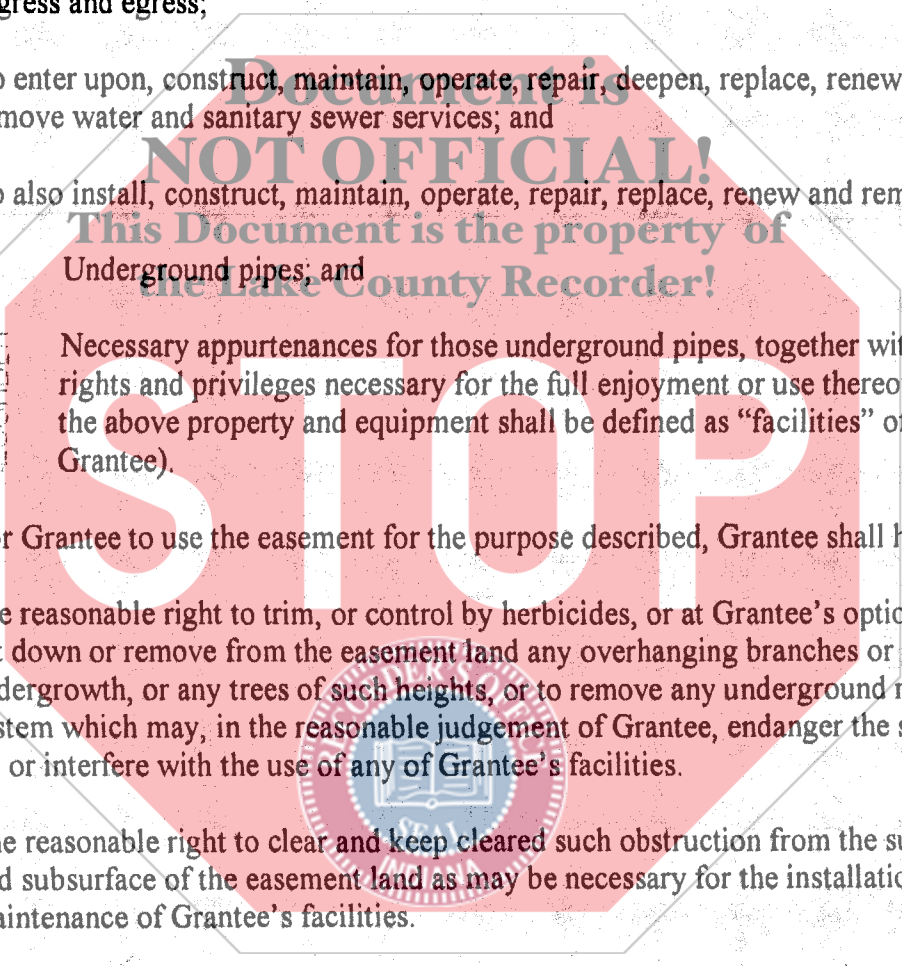 gress and egress;
o enter upon, construct, maintain, operate, repair, deepen, replace, renew
move water and sanitary sewer services; and
o also install, construct, maintain, operate, repair, replace, renew and rem
Underground pipes; and
Necessary appurtenances for those underground pipes, together wit
rights and privileges necessary for the full enjoyment or use thereo
the above property and equipment shall be defined as “facilities” of
Grantee).
r Grantee to use the easement for the purpose described, Grantee shall h
e reasonable right to trim, or control by herbicides, or at Grantee’s optio
t down or remove from the easement land any overhanging branches or
dergrowth, or any trees of such heights, or to remove any underground r
stem which may, in the reasonable judgement of Grantee, endanger the s
or interfere with the use of any of Grantee’s facilities.
he reasonable right to clear and keep cleared such obstruction from the su
d subsurface of the easement land as may be necessary for the installatio
aintenance of Grantee’s facilities.
Document is
NOT OFFICIAL!
This Document is the property of
the Lake County Recorder!
STOP
SEAL
INDIANA